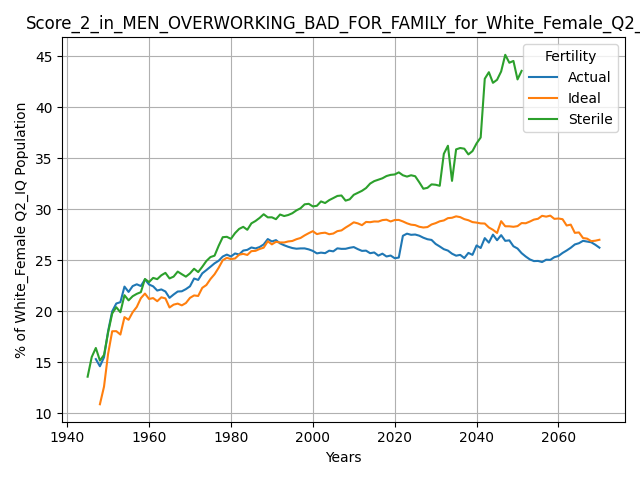 Score_2_in_MEN_OVERWORKING_BAD_FOR_FAMILY_for_White_Female_Q2_
Fertility
Actual
Ideal
Sterile
% of White_Female Q2_IQ Population
45
40
35
30
25
20
15
10
1940 1960 1980 2000 2020 2040 2060
Years